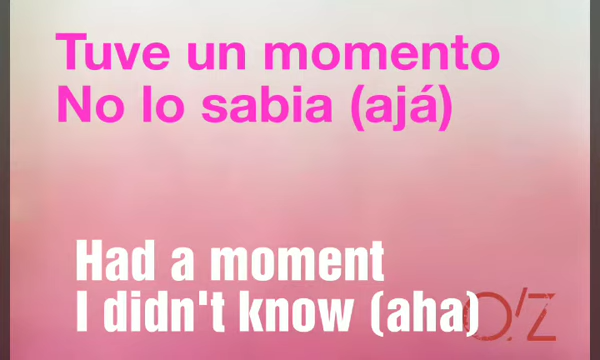 Tuve un momento
No lo sabia (ajá)
Had a moment
I didn't know (aha)
O'Z